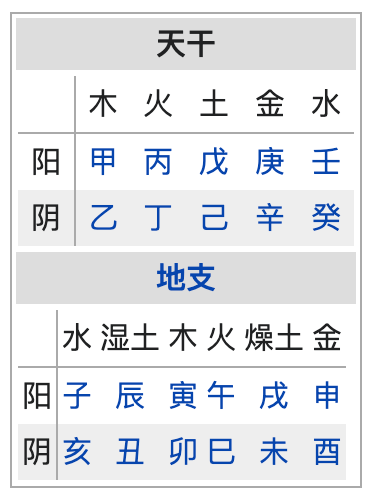 天干
木 火 土 金 水
阳 甲 丙 戊 庚 壬
阴 乙 丁 己 辛 癸
地支
水 湿土 木 火 燥土 金
阳 子 辰 寅 午 戌 申
阴 亥 丑 卯 巳 未 酉